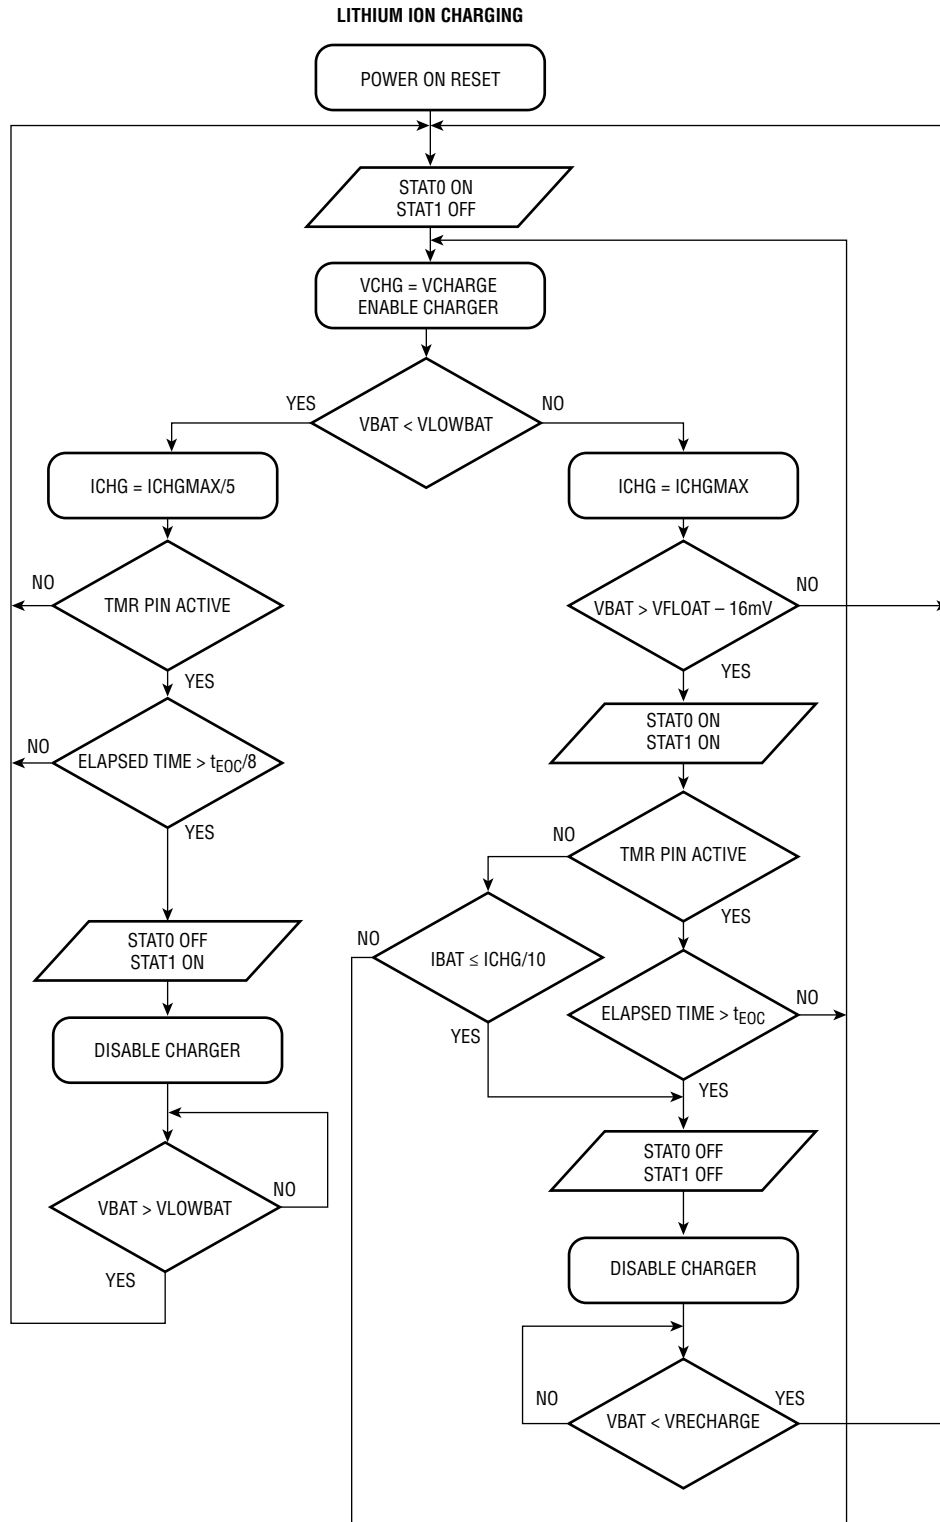 LITHIUM ION CHARGING
POWER ON RESET
STAT0 ON
STAT1 OFF
VCHG = VCHARGE
ENABLE CHARGER
YES
VBAT < VLOWBAT
NO
ICHG = ICHGMAX/5
ICHG = ICHGMAX
NO
TMR PIN ACTIVE
YES
VBAT > VFLOAT – 16mV
NO
YES
NO
ELAPSED TIME > tEOC/8
YES
STAT0 ON
STAT1 ON
NO
TMR PIN ACTIVE
YES
STAT0 OFF
STAT1 ON
NO
IBAT ≤ ICHG/10
YES
ELAPSED TIME > tEOC
NO
YES
DISABLE CHARGER
VBAT > VLOWBAT
NO
YES
STAT0 OFF
STAT1 OFF
DISABLE CHARGER
NO
VBAT < VRECHARGE
YES